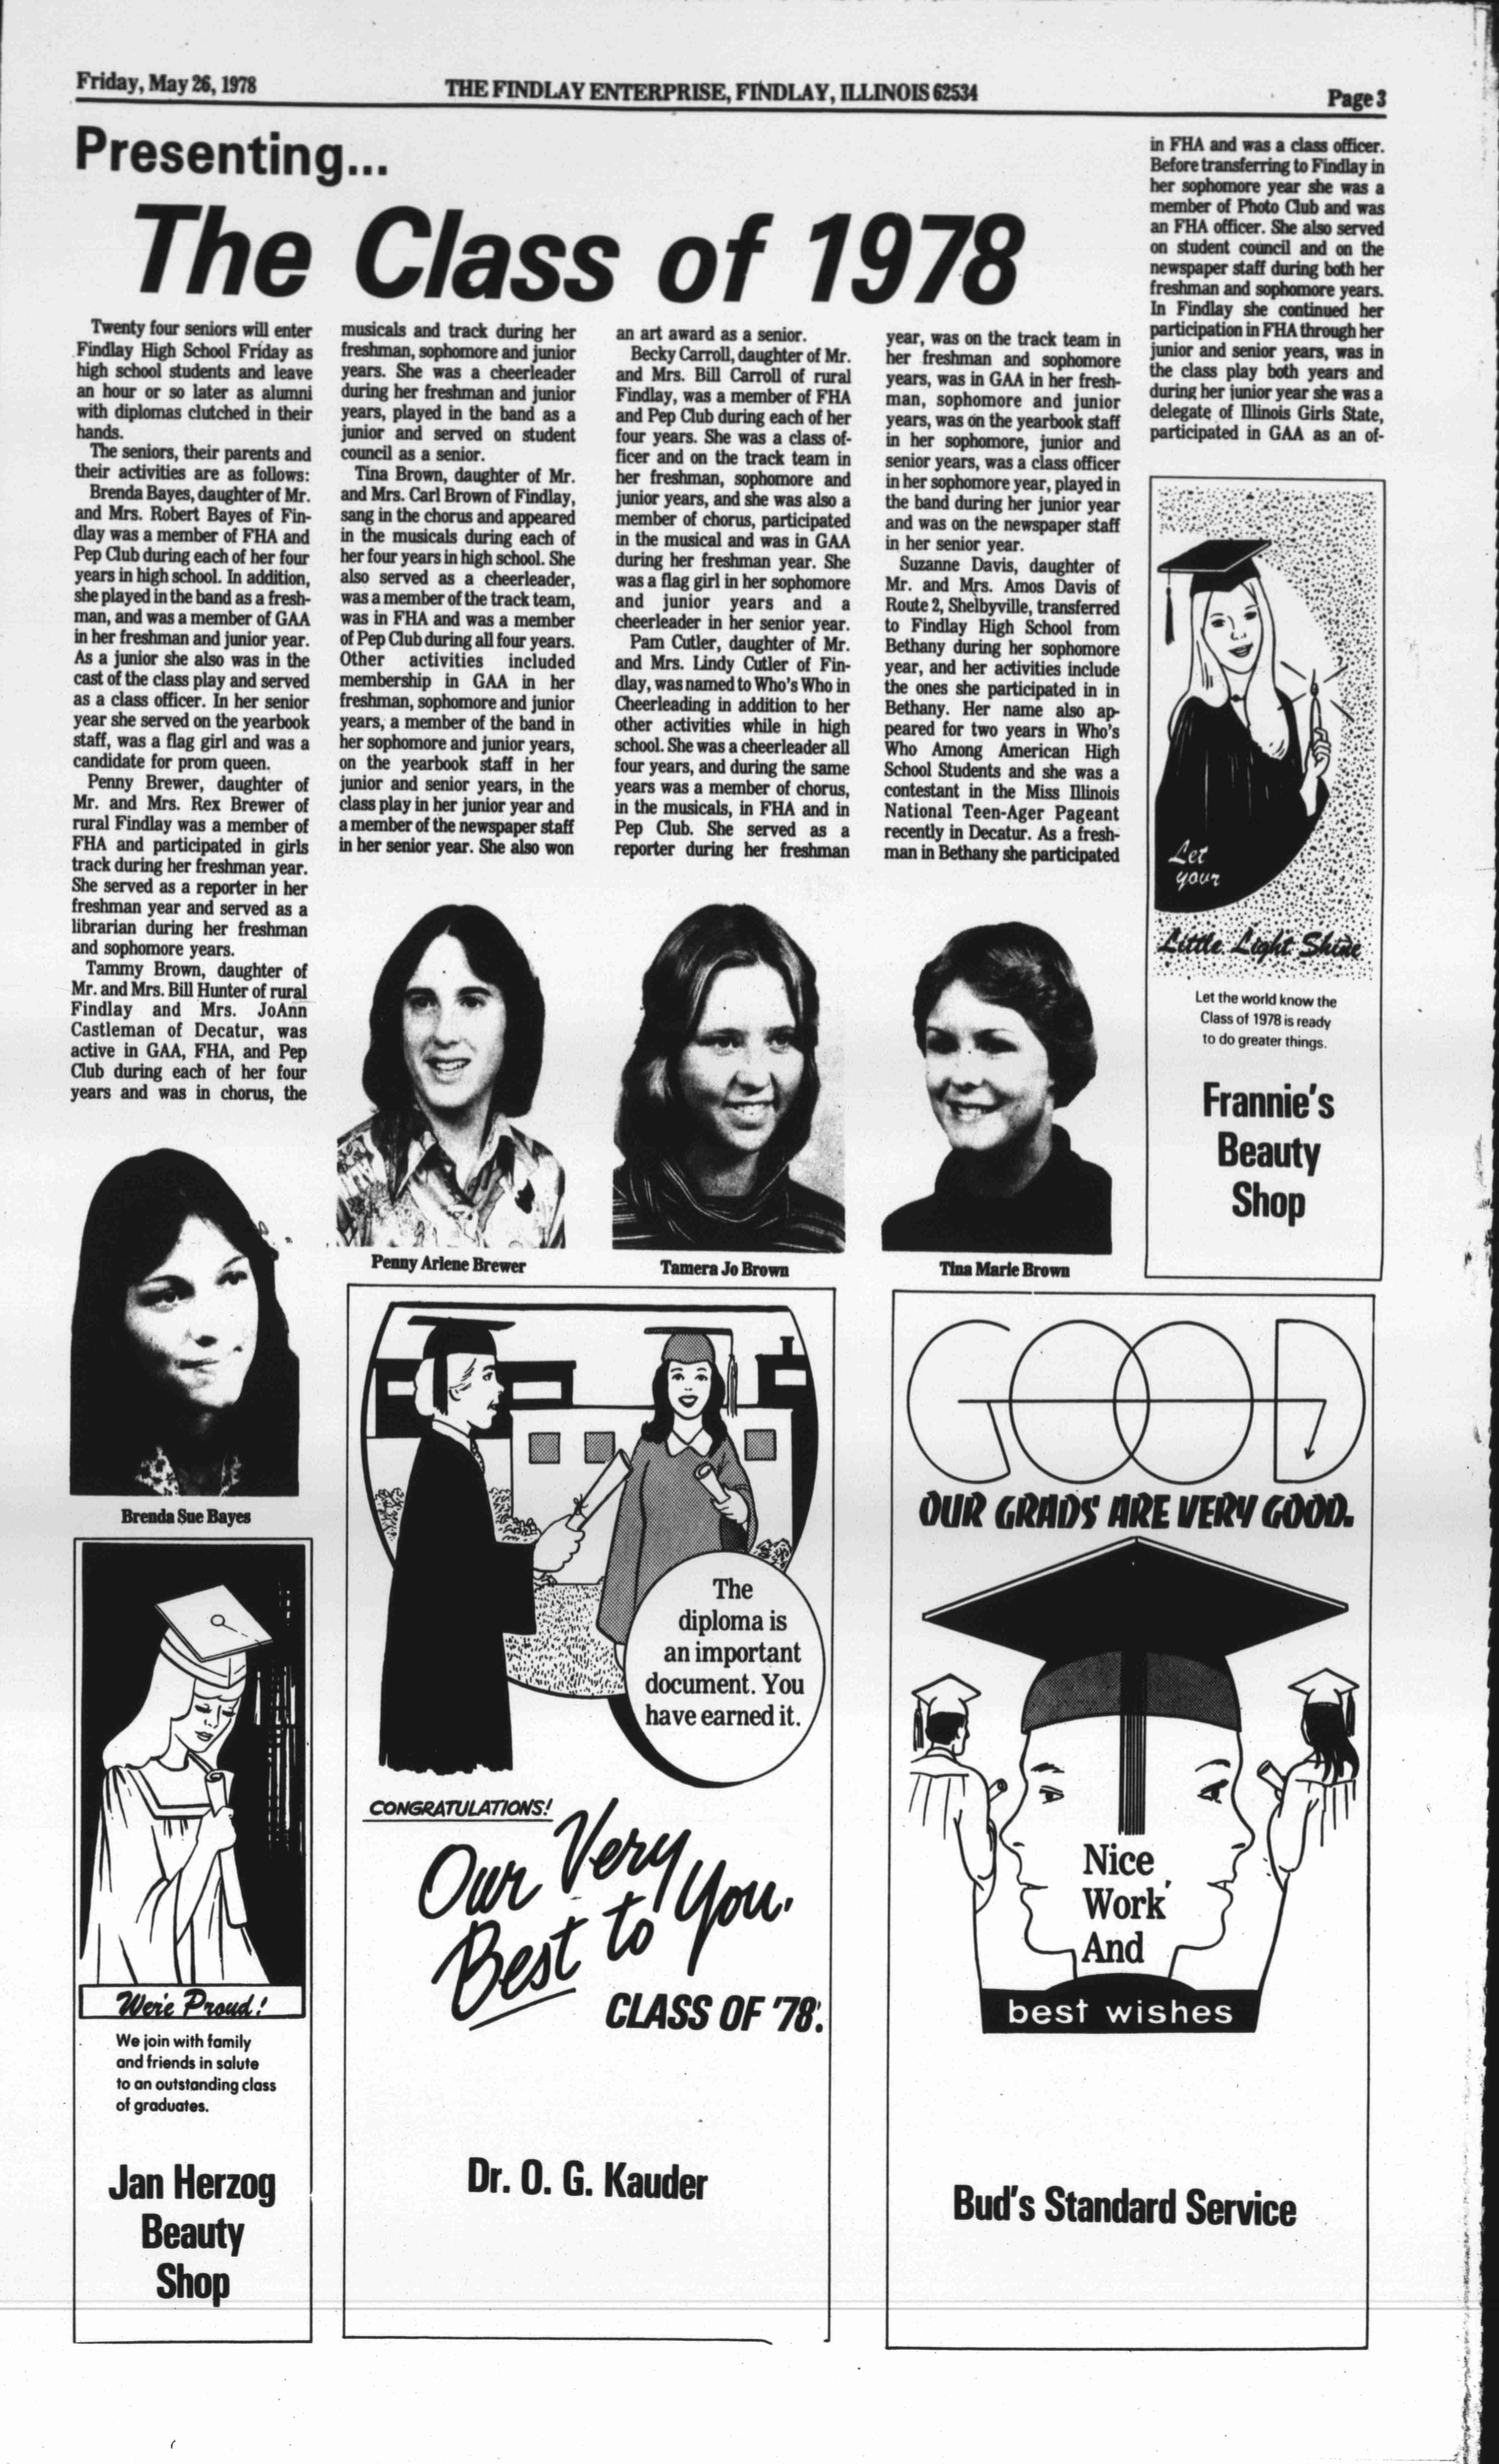 Friday, May 26, 1978
THE FINDLAY ENTERPRISE, FINDLAY, ILLINOIS 62534
Page 3
Presenting...
The Class of 1978
Twenty four seniors will enter
Findlay High School Friday as
high school students and leave
an hour or so later as alumni
with diplomas clutched in their
hands.
The seniors, their parents and
their activities are as follows:
Brenda Bayes, daughter of Mr.
and Mrs. Robert Bayes of Fin-
dlay was a member of FHA and
Pep Club during each of her four
years in high school. In addition,
she played in the band as a fresh-
man, and was a member of GAA
in her freshman and junior year.
As a junior she also was in the
cast of the class play and served
as a class officer. In her senior
year she served on the yearbook
staff, was a flag girl and was a
candidate for prom queen.
Penny Brewer, daughter of
Mr. and Mrs. Rex Brewer of
rural Findlay was a member of
FHA and participated in girls
track during her freshman year.
She served as a reporter in her
freshman year and served as a
librarian during her freshman
and sophomore years.
Tammy Brown, daughter of
Mr. and Mrs. Bill Hunter of rural
Findlay and Mrs. JoAnn
Castleman of Decatur, was
active in GAA, FHA, and Pep
Club during each of her four
years and was in chorus, the
musicals and track during her
freshman, sophomore and junior
years. She was a cheerleader
during her freshman and junior
years, played in the band as a
junior and served on student
council as a senior.
Tina Brown, daughter of Mr.
and Mrs. Carl Brown of Findlay,
sang in the chorus and appeared
in the musicals during each of
her four years in high school. She
also served as a cheerleader,
was a member of the track team,
was in FHA and was a member
of Pep Club during all four years.
Other activities included
membership in GAA in her
freshman, sophomore and junior
years, a member of the band in
her sophomore and junior years,
on the yearbook staff in her
junior and senior years, in the
class play in her junior year and
a member of the newspaper staff
in her senior year. She also won
an art award as a senior.
Becky Carroll, daughter of Mr.
and Mrs. Bill Carroll of rural
Findlay, was a member of FHA
and Pep Club during each of her
four years. She was a class of-
ficer and on the track team in
her freshman, sophomore and
junior years, and she was also a
member of chorus, participated
in the musical and was in GAA
during her freshman year. She
was a flag girl in her sophomore
and junior years and a
cheerleader in her senior year.
Pam Cutler, daughter of Mr.
and Mrs. Lindy Cutler of Fin-
dlay, was named to Who's Who in
Cheerleading in addition to her
other activities while in high
school. She was a cheerleader all
four years, and during the same
years was a member of chorus,
in the musicals, in FHA and in
Pep Club. She served as a
reporter during her freshman
year, was on the track team in
her freshman and sophomore
years, was in GAA in her fresh-
man, sophomore and junior
years, was on the yearbook staff
in her sophomore, junior and
senior years, was a class officer
in her sophomore year, played in
the band during her junior year
and was on the newspaper staff
in her senior year.
Suzanne Davis, daughter of
Mr. and Mrs. Amos Davis of
Route 2, Shelbyville, transferred
to Findlay High School from
Bethany during her sophomore
year, and her activities include
the ones she participated in in
Bethany. Her name also ap-
peared for two years in Who's
Who Among American High
School Students and she was a
contestant in the Miss Illinois
National Teen-Ager Pageant
recently in Decatur. As a fresh-
man in Bethany she participated
in FHA and was a class officer.
Before transferring to Findlay in
her sophomore year she was a
member of Photo Club and was
an FHA officer. She also served
on student council and on the
newspaper staff during both her
freshman and sophomore years.
In Findlay she continued her
participation in FHA through her
junior and senior years, was in
the class play both years and
during her junior year she was a
delegate of Illinois Girls State,
participated in GAA as an of-
Let
your
Little Light Shine
Let the world know the
Class of 1978 is ready
to do greater things.
Frannie's
Beauty
Shop
Penny Arlene Brewer
Tamera Jo Brown
Tina Marie Brown
Brenda Sue Bayes
We're Proud!
We join with family
and friends in salute
to an outstanding class
of graduates.
Jan Herzog
Beauty
Shop
The
diploma is
an important
document. You
have earned it.
CONGRATULATIONS!
Our Very
Best to You,
CLASS OF '78.
Dr. O. G. Kauder
GOOD
OUR GRADS ARE VERY GOOD.
Nice
Work
And
best wishes
Bud's Standard Service